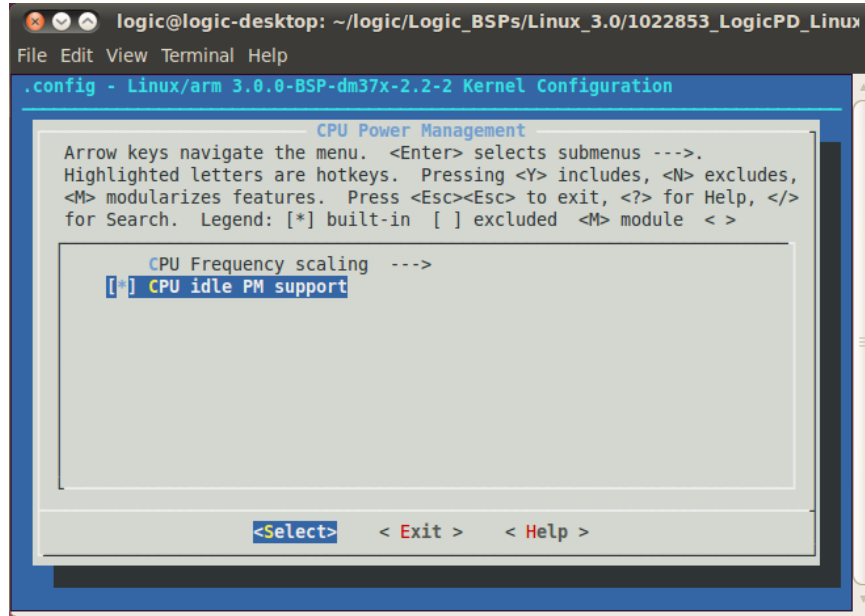 logic@logic-desktop: ~/logic/Logic_BSPs/Linux_3.0/1022853_LogicPD_Linux
File Edit View Terminal Help
.config - Linux/arm 3.0.0-BSP-dm37x-2.2-2 Kernel Configuration
CPU Power Management
Arrow keys navigate the menu. <Enter> selects submenus --->.
Highlighted letters are hotkeys. Pressing <Y> includes, <N> excludes,
<M> modularizes features. Press <Esc><Esc> to exit, <?> for Help, </>
for Search. Legend: [*] built-in [ ] excluded <M> module < >
CPU Frequency scaling --->
[*] CPU idle PM support
<Select> < Exit > < Help >